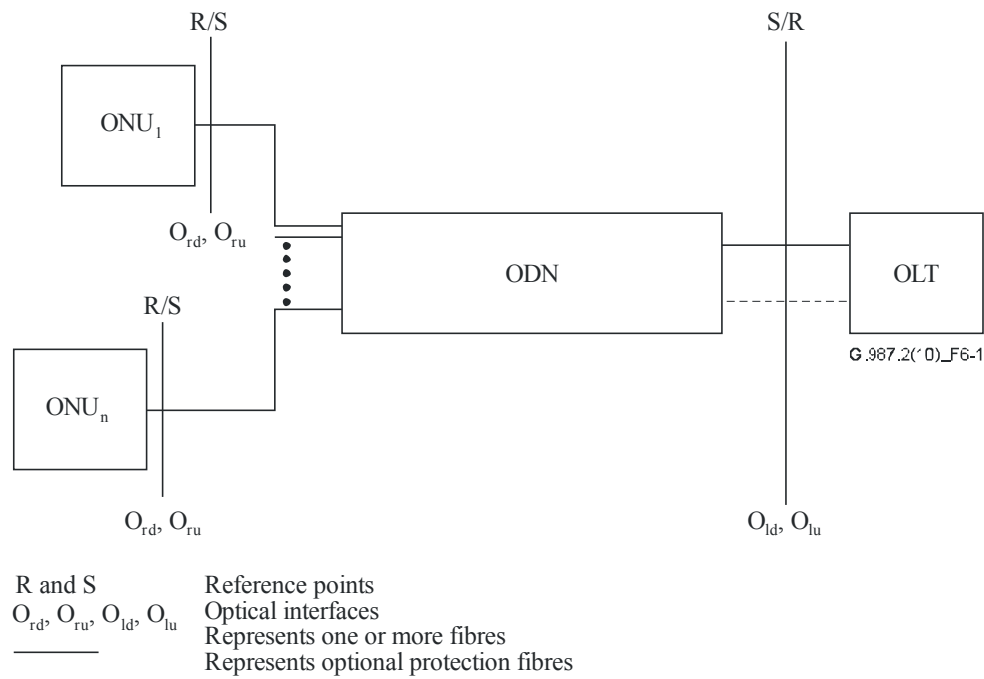 R/S
S/R
ONU1
Ord, Oru
ODN
OLT
R/S
G.987.2(10)_F6-1
ONUn
Ord, Oru
Old, Olu
R and S Reference points
Ord, Oru, Old, Olu Optical interfaces
Represents one or more fibres
Represents optional protection fibres